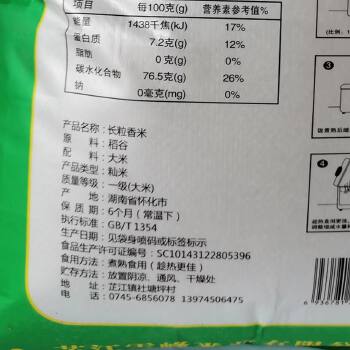 项目 每100克(g) 营养素参考值%
能量 1438千焦(kJ) 17%
蛋白质 7.2克(g) 12%
脂肪 0克(g) 0%
碳水化合物 76.5克(g) 26%
钠 0毫克(mg) 0%
产品名称：长粒香米
原 料：稻谷
配 料：大米
产品类型：籼米
质量等级：一级(大米)
产 地：湖南省怀化市
保 质 期：6个月（常温下）
执行标准：GB/T 1354
生产日期：见袋身喷码或标签标示
食品生产许可证编号：SC10143122805396
食用方法：煮熟食用（趁热更佳）
贮存方法：放置阴凉、通风、干燥处
地 址：芷江镇社塘坪村
电 话：0745-6856078 13974506475
3
4